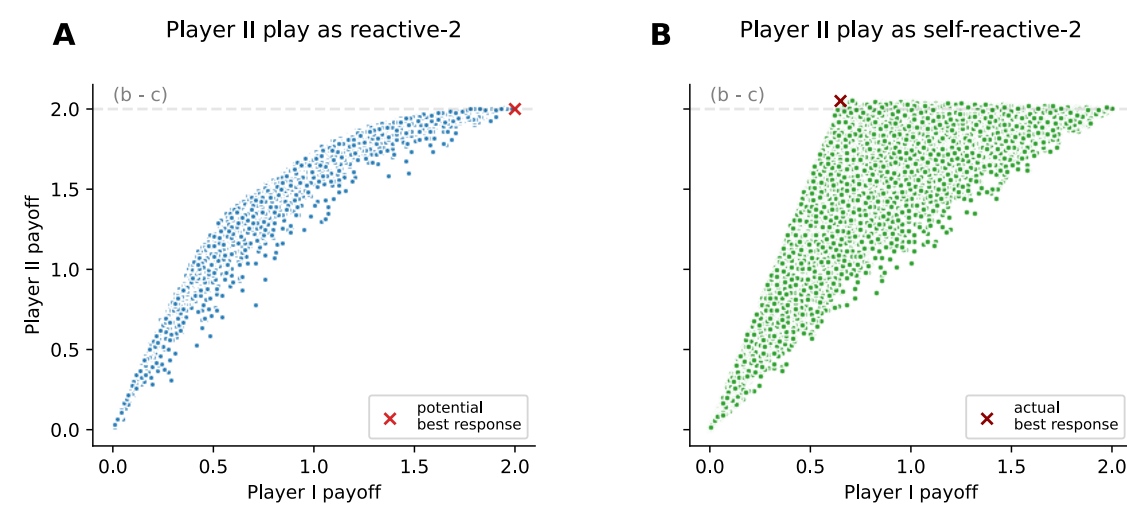 A
Player II play as reactive-2
(b - c)
2.0
1.5
1.0
0.5
0.0
Player II payoff
potential
best response
0.0 0.5 1.0 1.5 2.0
Player I payoff
B
Player II play as self-reactive-2
(b - c)
actual
best response
0.0 0.5 1.0 1.5 2.0
Player I payoff